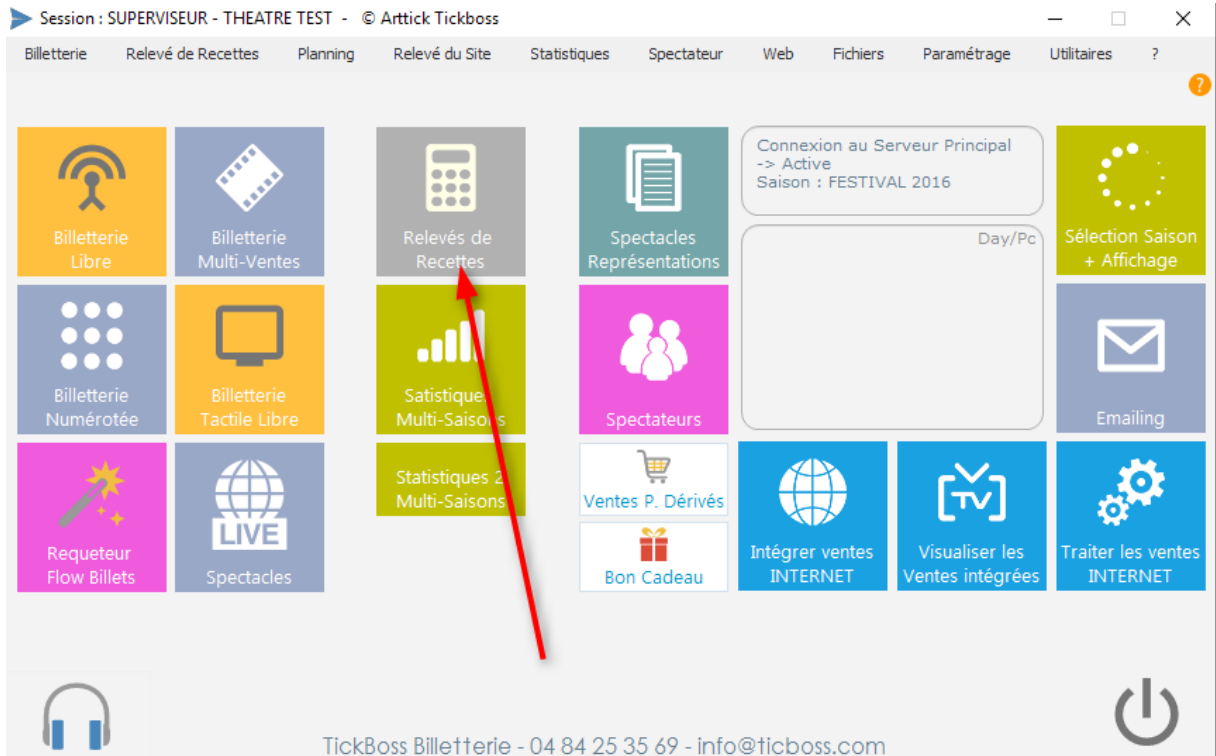 Session : SUPERVISEUR - THEATRE TEST - © Arttick Tickboss
Billetterie Relevé de Recettes Planning Relevé du Site Statistiques Spectateur Web Fichiers Paramétrage Utilitaires ?
?
Billetterie
Libre
Billetterie
Multi-Ventes
Relevés de
Recettes
Spectacles
Représentations
Connexion au Serveur Principal
-> Active
Saison : FESTIVAL 2016
Day/Pc
Sélection Saison
+ Affichage
Billetterie
Numérotée
Billetterie
Tactile Libre
Multi-Saisons
Spectateurs
Emailing
Requeteur
Flow Billets
LIVE
Spectacles
Statistiques 2
Multi-Saisons
Ventes P. Dérivés
Bon Cadeau
Intégrer ventes
INTERNET
TV
Visualiser les
Ventes intégrées
Traiter les ventes
INTERNET
TickBoss Billetterie - 04 84 25 35 69 - info@ticboss.com